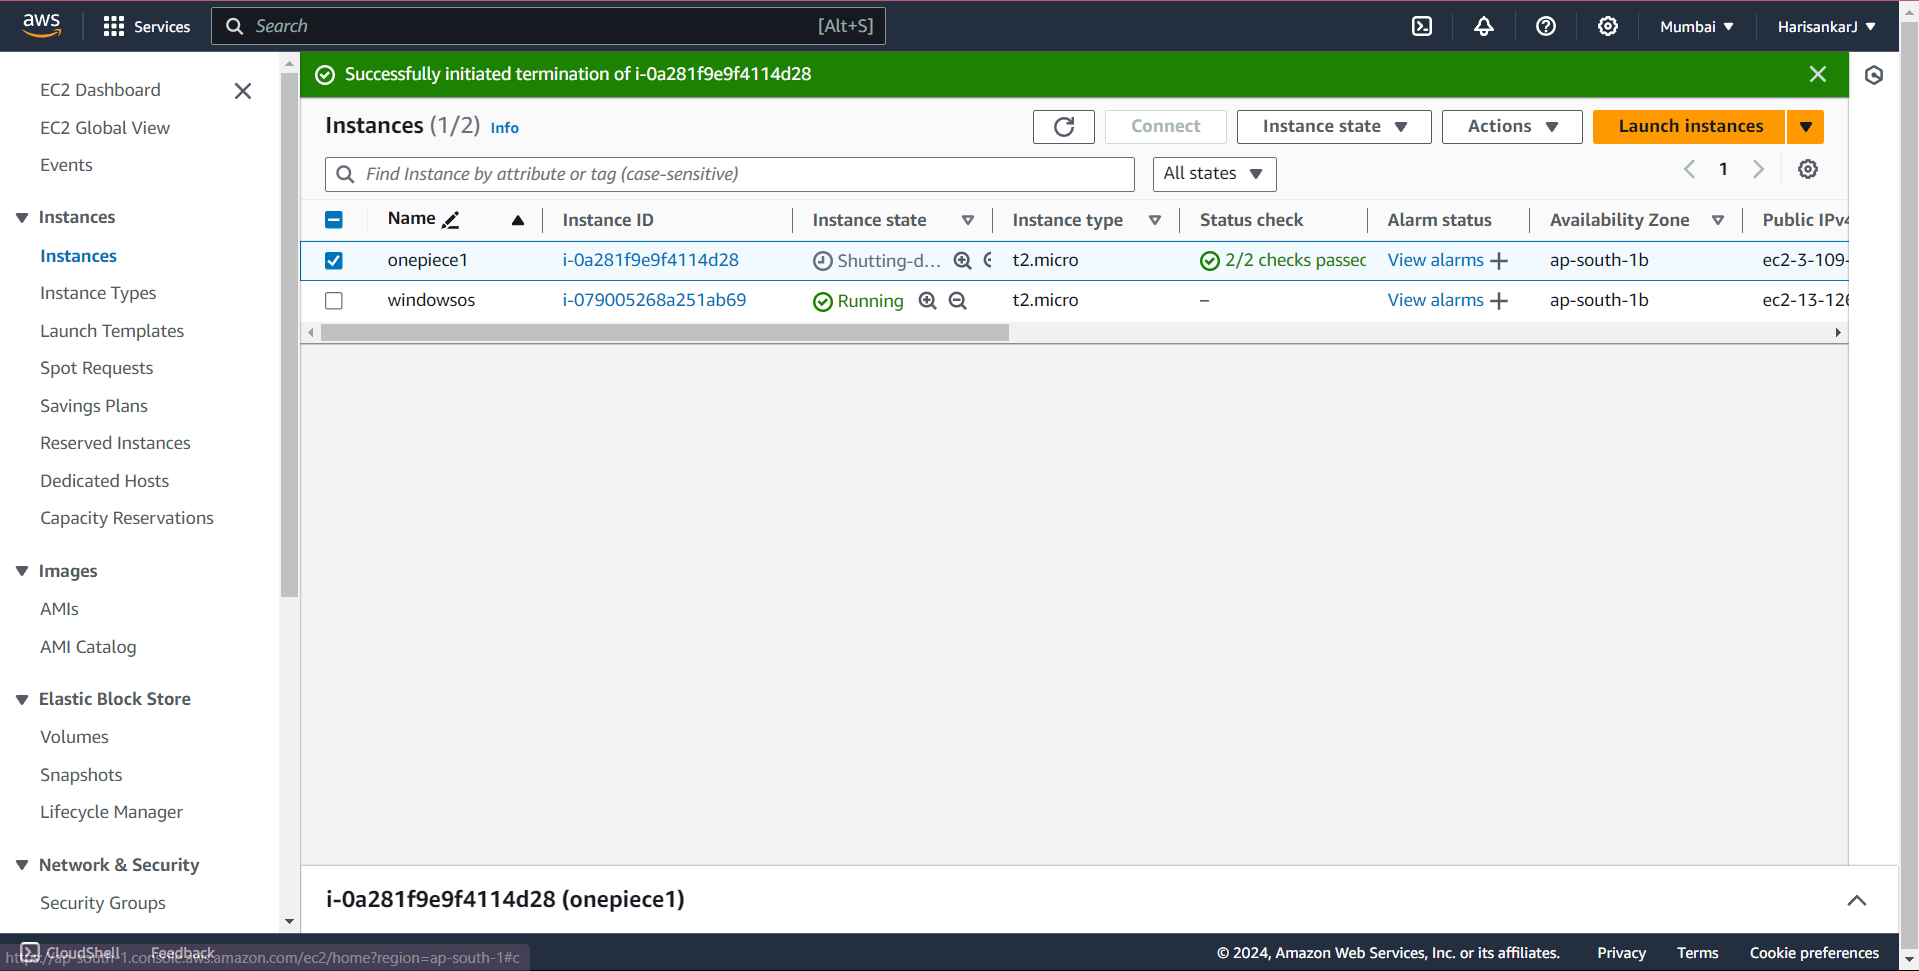 aws
Services
Search
[Alt+S]
Mumbai
HarisankarJ
EC2 Dashboard
EC2 Global View
Events
Instances
Instances
Instance Types
Launch Templates
Spot Requests
Savings Plans
Reserved Instances
Dedicated Hosts
Capacity Reservations
Images
AMIs
AMI Catalog
Elastic Block Store
Volumes
Snapshots
Lifecycle Manager
Network & Security
Security Groups
Successfully initiated termination of i-0a281f9e9f4114d28
Instances (1/2) Info
Connect
Instance state
Actions
Launch instances
Find Instance by attribute or tag (case-sensitive)
All states
1
Name Instance ID Instance state Instance type Status check Alarm status Availability Zone Public IPv4
onepiece1 i-0a281f9e9f4114d28 Shutting-d... t2.micro 2/2 checks passed View alarms + ap-south-1b ec2-3-109-
windowsos i-079005268a251ab69 Running t2.micro – View alarms + ap-south-1b ec2-13-126
i-0a281f9e9f4114d28 (onepiece1)
CloudShell Feedback
https://ap-south-1.console.aws.amazon.com/ec2/home?region=ap-south-1#c
© 2024, Amazon Web Services, Inc. or its affiliates.
Privacy
Terms
Cookie preferences